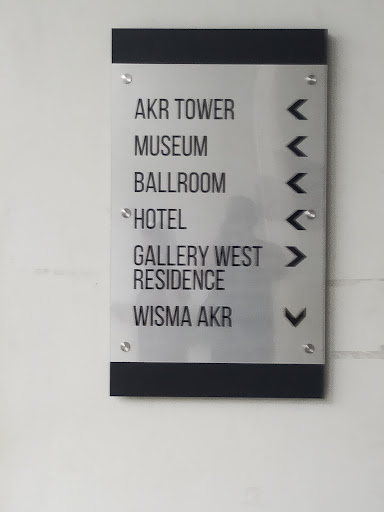 AKR TOWER
MUSEUM
BALLROOM
HOTEL
GALLERY WEST
RESIDENCE
WISMA AKR